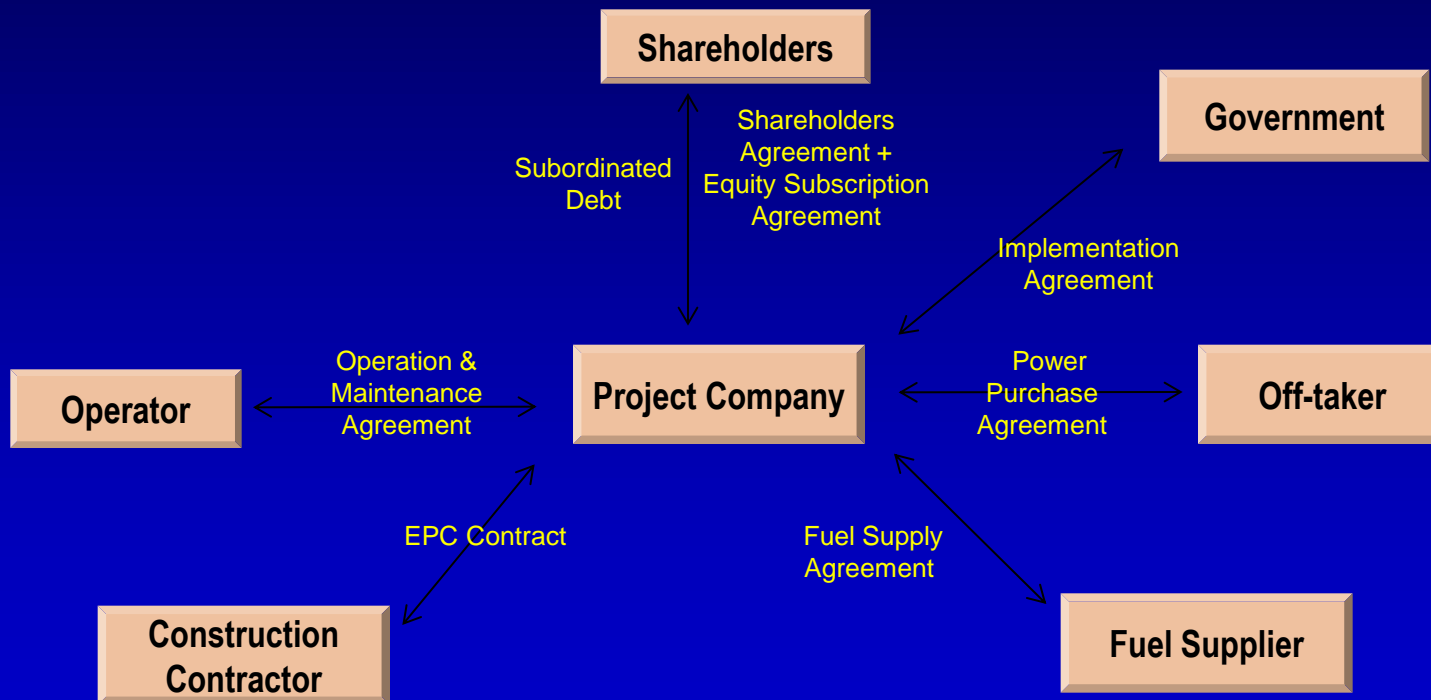 Shareholders
Government
Shareholders
Agreement +
Equity Subscription
Agreement
Subordinated
Debt
Implementation
Agreement
Operator
Operation &
Maintenance
Agreement
Project Company
Power
Purchase
Agreement
Off-taker
EPC Contract
Fuel Supply
Agreement
Construction
Contractor
Fuel Supplier